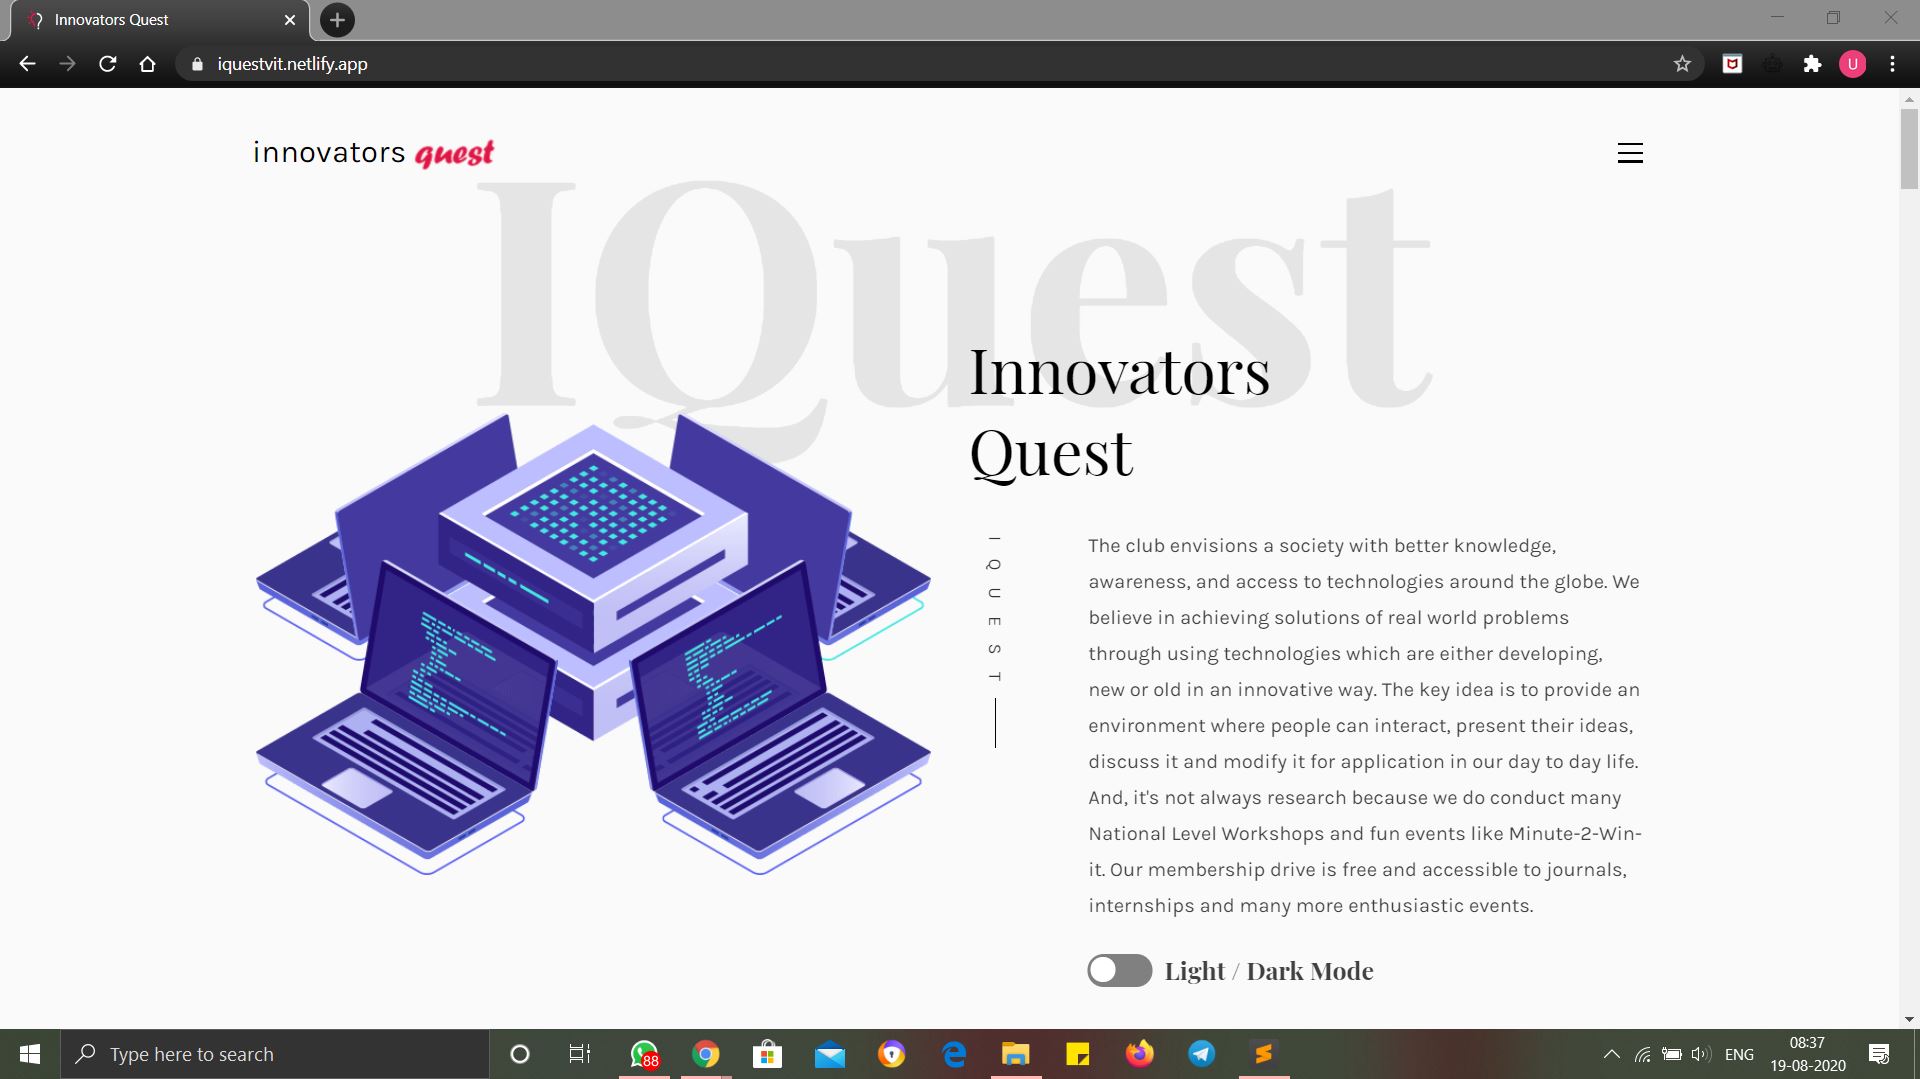 Innovators Quest
iquestvit.netlify.app
U
innovators quest
IQuest
Innovators
Quest
IQUEST
The club envisions a society with better knowledge,
awareness, and access to technologies around the globe. We
believe in achieving solutions of real world problems
through using technologies which are either developing,
new or old in an innovative way. The key idea is to provide an
environment where people can interact, present their ideas,
discuss it and modify it for application in our day to day life.
And, it's not always research because we do conduct many
National Level Workshops and fun events like Minute-2-Win-
it. Our membership drive is free and accessible to journals,
internships and many more enthusiastic events.
Light / Dark Mode
Type here to search
88
ENG
08:37
19-08-2020